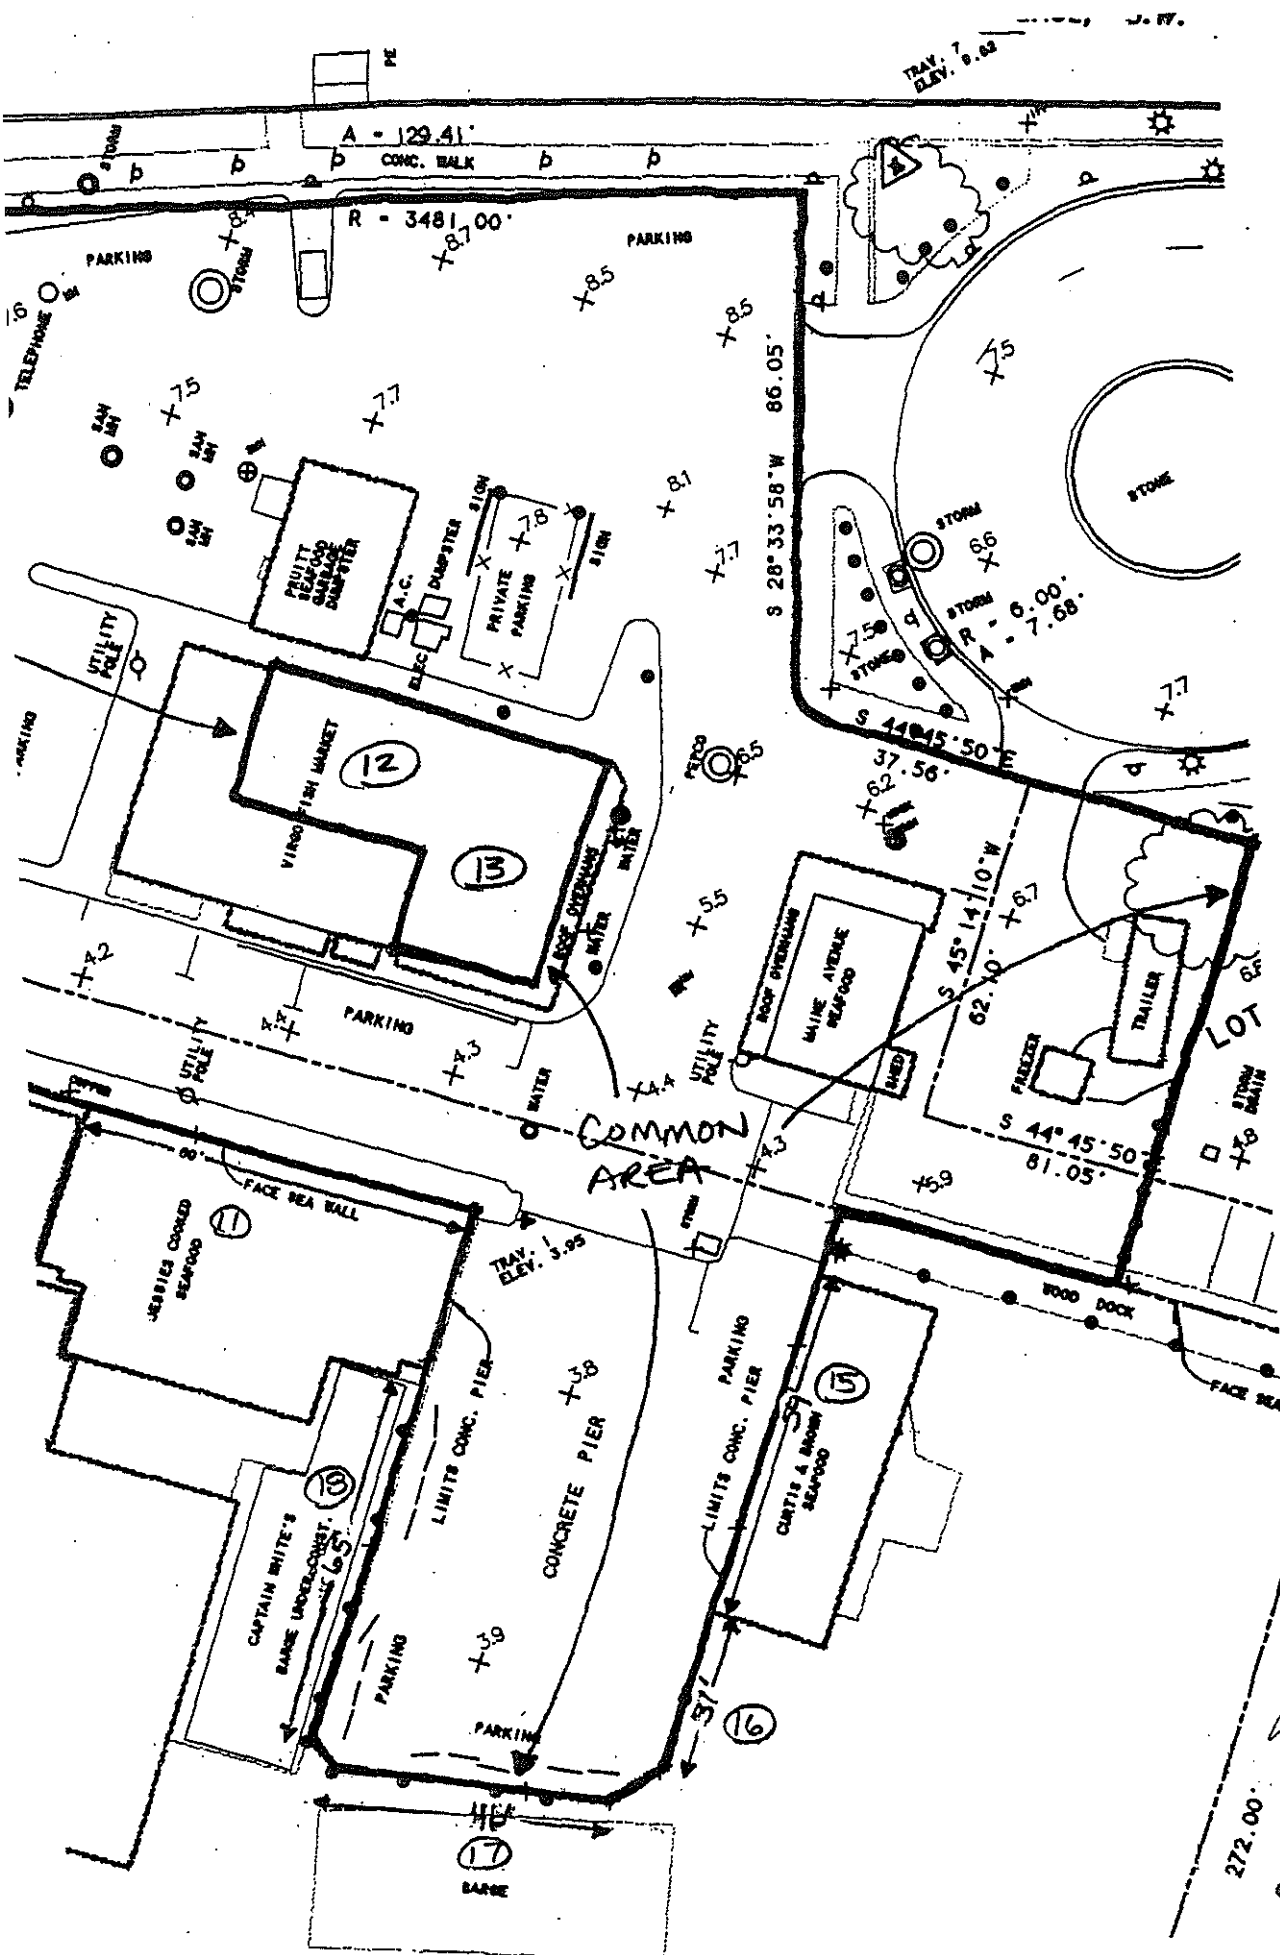 PE
TRAV. 7
ELEV. 9.62
STORM
A - 129.41'
CONC. WALK
R - 3481.00'
PARKING
PARKING
STORM
8.7
8.5
8.5
7.5
TELEPHONE
MH
7.5
7.7
S 28° 33' 58" W 86.05'
SAN
MH
SAN
MH
SAN
MH
SIGN
8.1
STONE
7.8
SIGN
7.7
STORM
6.6
PRUITT
SEAFOOD
GARBAGE
DUMPSTER
DUMPSTER
A.C.
PRIVATE
PARKING
STORM
R - 6.00'
A - 7.68'
ELEC
UTILITY
POLE
7.5
STONE
7.7
S 44° 45' 50" E
37.56'
VIRGO FISH MARKET
12
PEPCO
6.5
6.2
13
ROOF OVERHANG
WATER
WATER
5.5
ROOF OVERHANG
MAINE AVENUE
SEAFOOD
S 45° 14' 10" W
62.10'
6.7
TRAILER
LOT
4.2
PARKING
4.4
UTILITY
POLE
4.3
WATER
UTILITY
POLE
4.4
SHED
FREEZER
STORM
DRAIN
COMMON
AREA
4.3
S 44° 45' 50"
81.05'
5.9
60'
FACE SEA WALL
JESSIES COOKED
SEAFOOD
11
TRAV. 1
ELEV. 3.95
STORM
WOOD DOCK
FACE SEA
PARKING
LIMITS CONC. PIER
3.8
CONCRETE PIER
LIMITS CONC. PIER
CURTIS & BROWN
SEAFOOD
15
CAPTAIN WHITE'S
BARGE UNDER CONST.
65'
PARKING
3.9
PARKING
37'
16
17
BARGE
272.00'